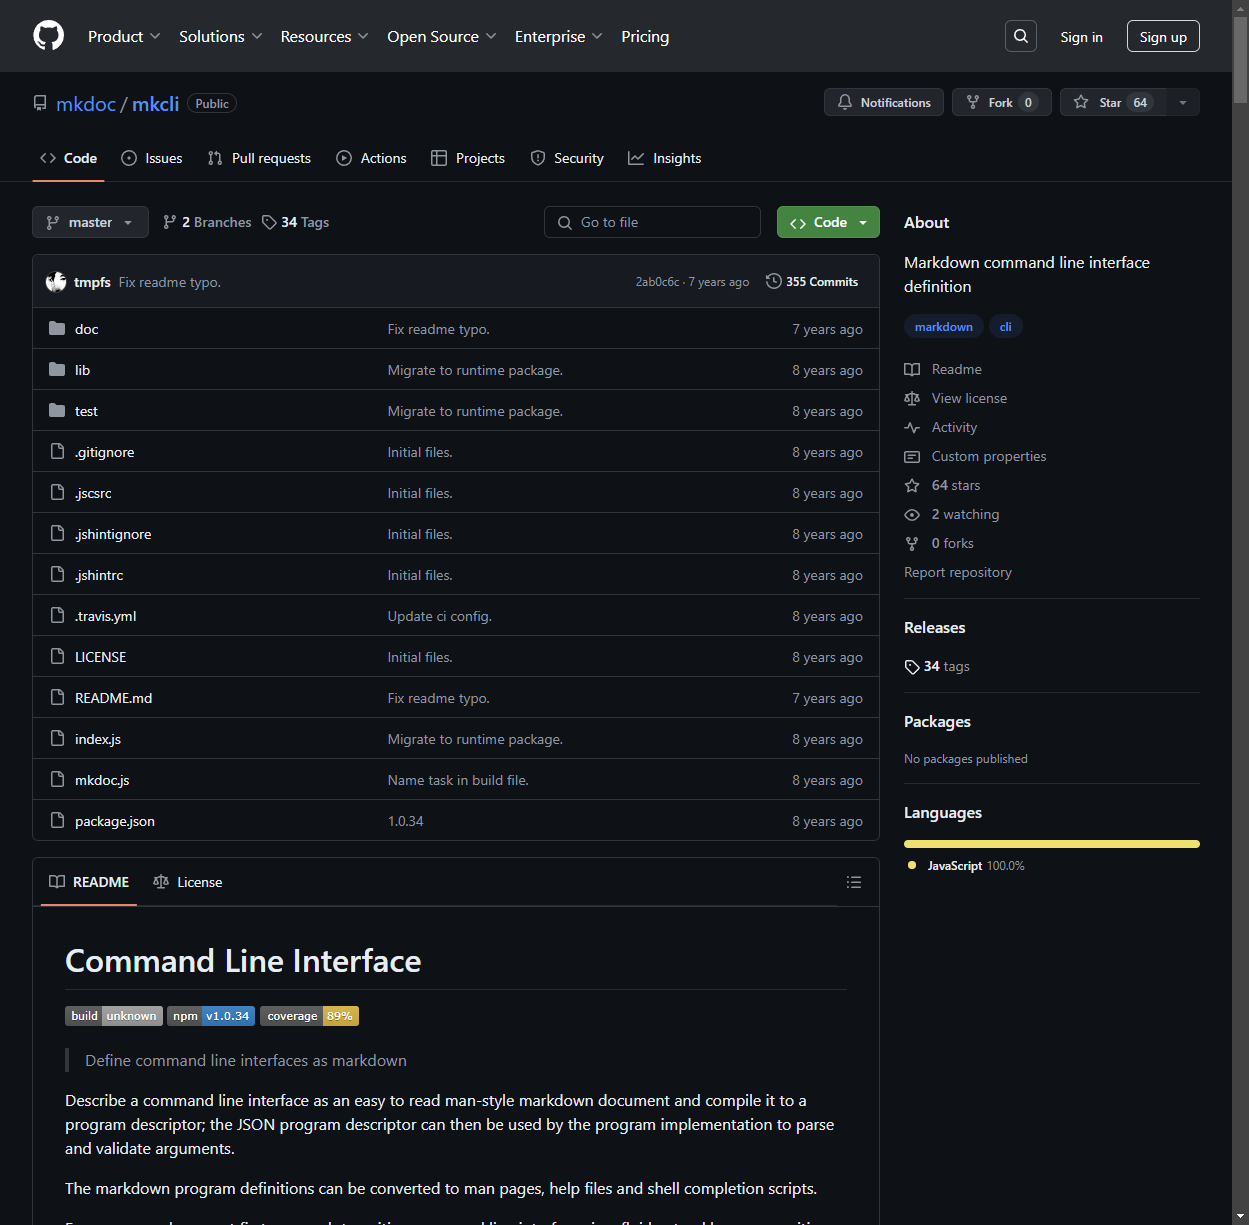 Product Solutions Resources Open Source Enterprise Pricing Sign in Sign up
mkdoc / mkcli Public Notifications Fork 0 Star 64
Code Issues Pull requests Actions Projects Security Insights
master 2 Branches 34 Tags Go to file Code
tmpfs Fix readme typo. 2ab0c6c · 7 years ago 355 Commits
doc Fix readme typo. 7 years ago
lib Migrate to runtime package. 8 years ago
test Migrate to runtime package. 8 years ago
.gitignore Initial files. 8 years ago
.jscsrc Initial files. 8 years ago
.jshintignore Initial files. 8 years ago
.jshintrc Initial files. 8 years ago
.travis.yml Update ci config. 8 years ago
LICENSE Initial files. 8 years ago
README.md Fix readme typo. 7 years ago
index.js Migrate to runtime package. 8 years ago
mkdoc.js Name task in build file. 8 years ago
package.json 1.0.34 8 years ago
README License
Command Line Interface
build unknown npm v1.0.34 coverage 89%
Define command line interfaces as markdown
Describe a command line interface as an easy to read man-style markdown document and compile it to a
program descriptor; the JSON program descriptor can then be used by the program implementation to parse
and validate arguments.
The markdown program definitions can be converted to man pages, help files and shell completion scripts.
About
Markdown command line interface
definition
markdown cli
Readme
View license
Activity
Custom properties
64 stars
2 watching
0 forks
Report repository
Releases
34 tags
Packages
No packages published
Languages
JavaScript 100.0%